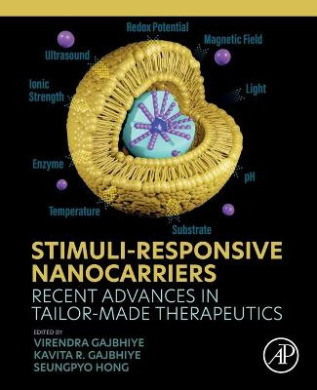 Redox Potential
Magnetic Field
Ultrasound
Ionic
Strength
Light
Enzyme
pH
Temperature
Substrate
STIMULI-RESPONSIVE
NANOCARRIERS
RECENT ADVANCES IN
TAILOR-MADE THERAPEUTICS
EDITED BY
VIRENDRA GAJBHIYE
KAVITA R. GAJBHIYE
SEUNGPYO HONG
AP